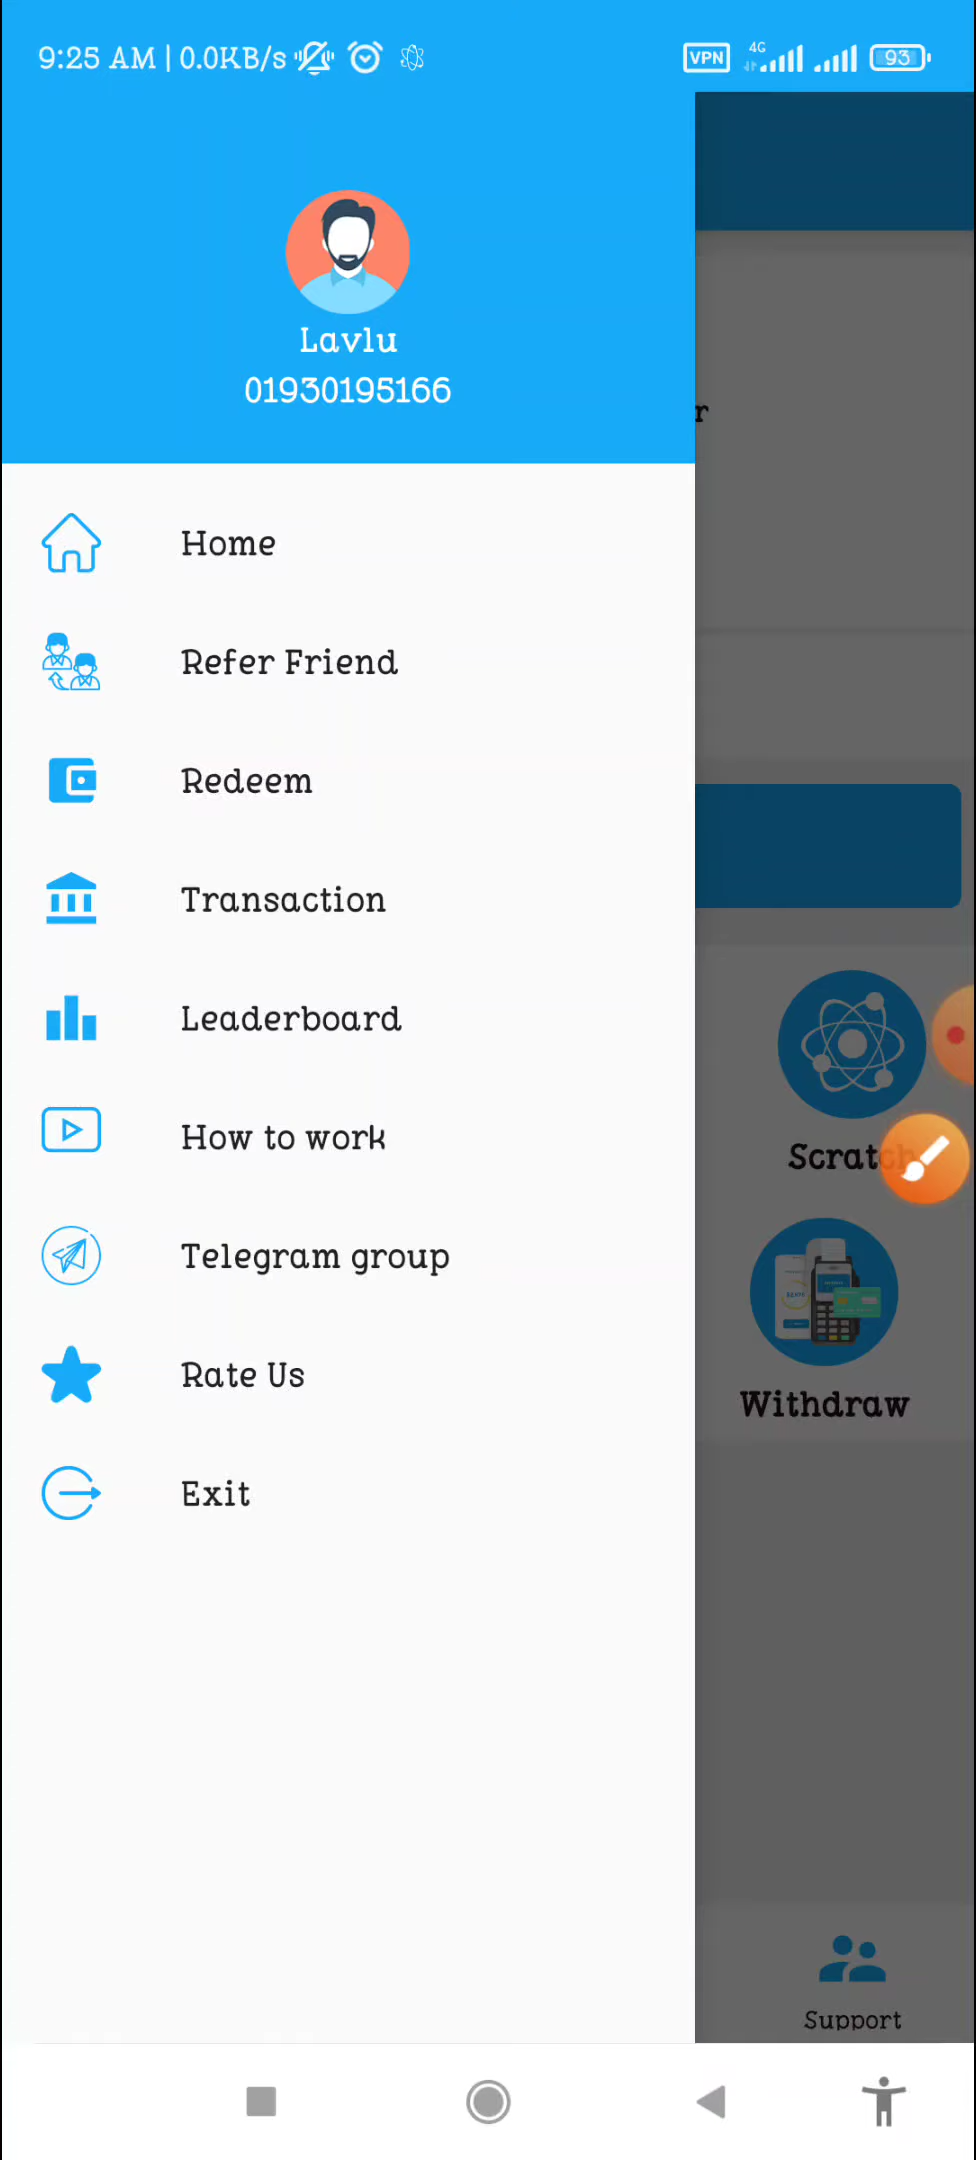 9:25 AM | 0.0KB/s
VPN 4G 93
Lavlu
01930195166
r
Home
Refer Friend
Redeem
Transaction
Leaderboard
How to work
Telegram group
Rate Us
Exit
Scratch
Withdraw
Support